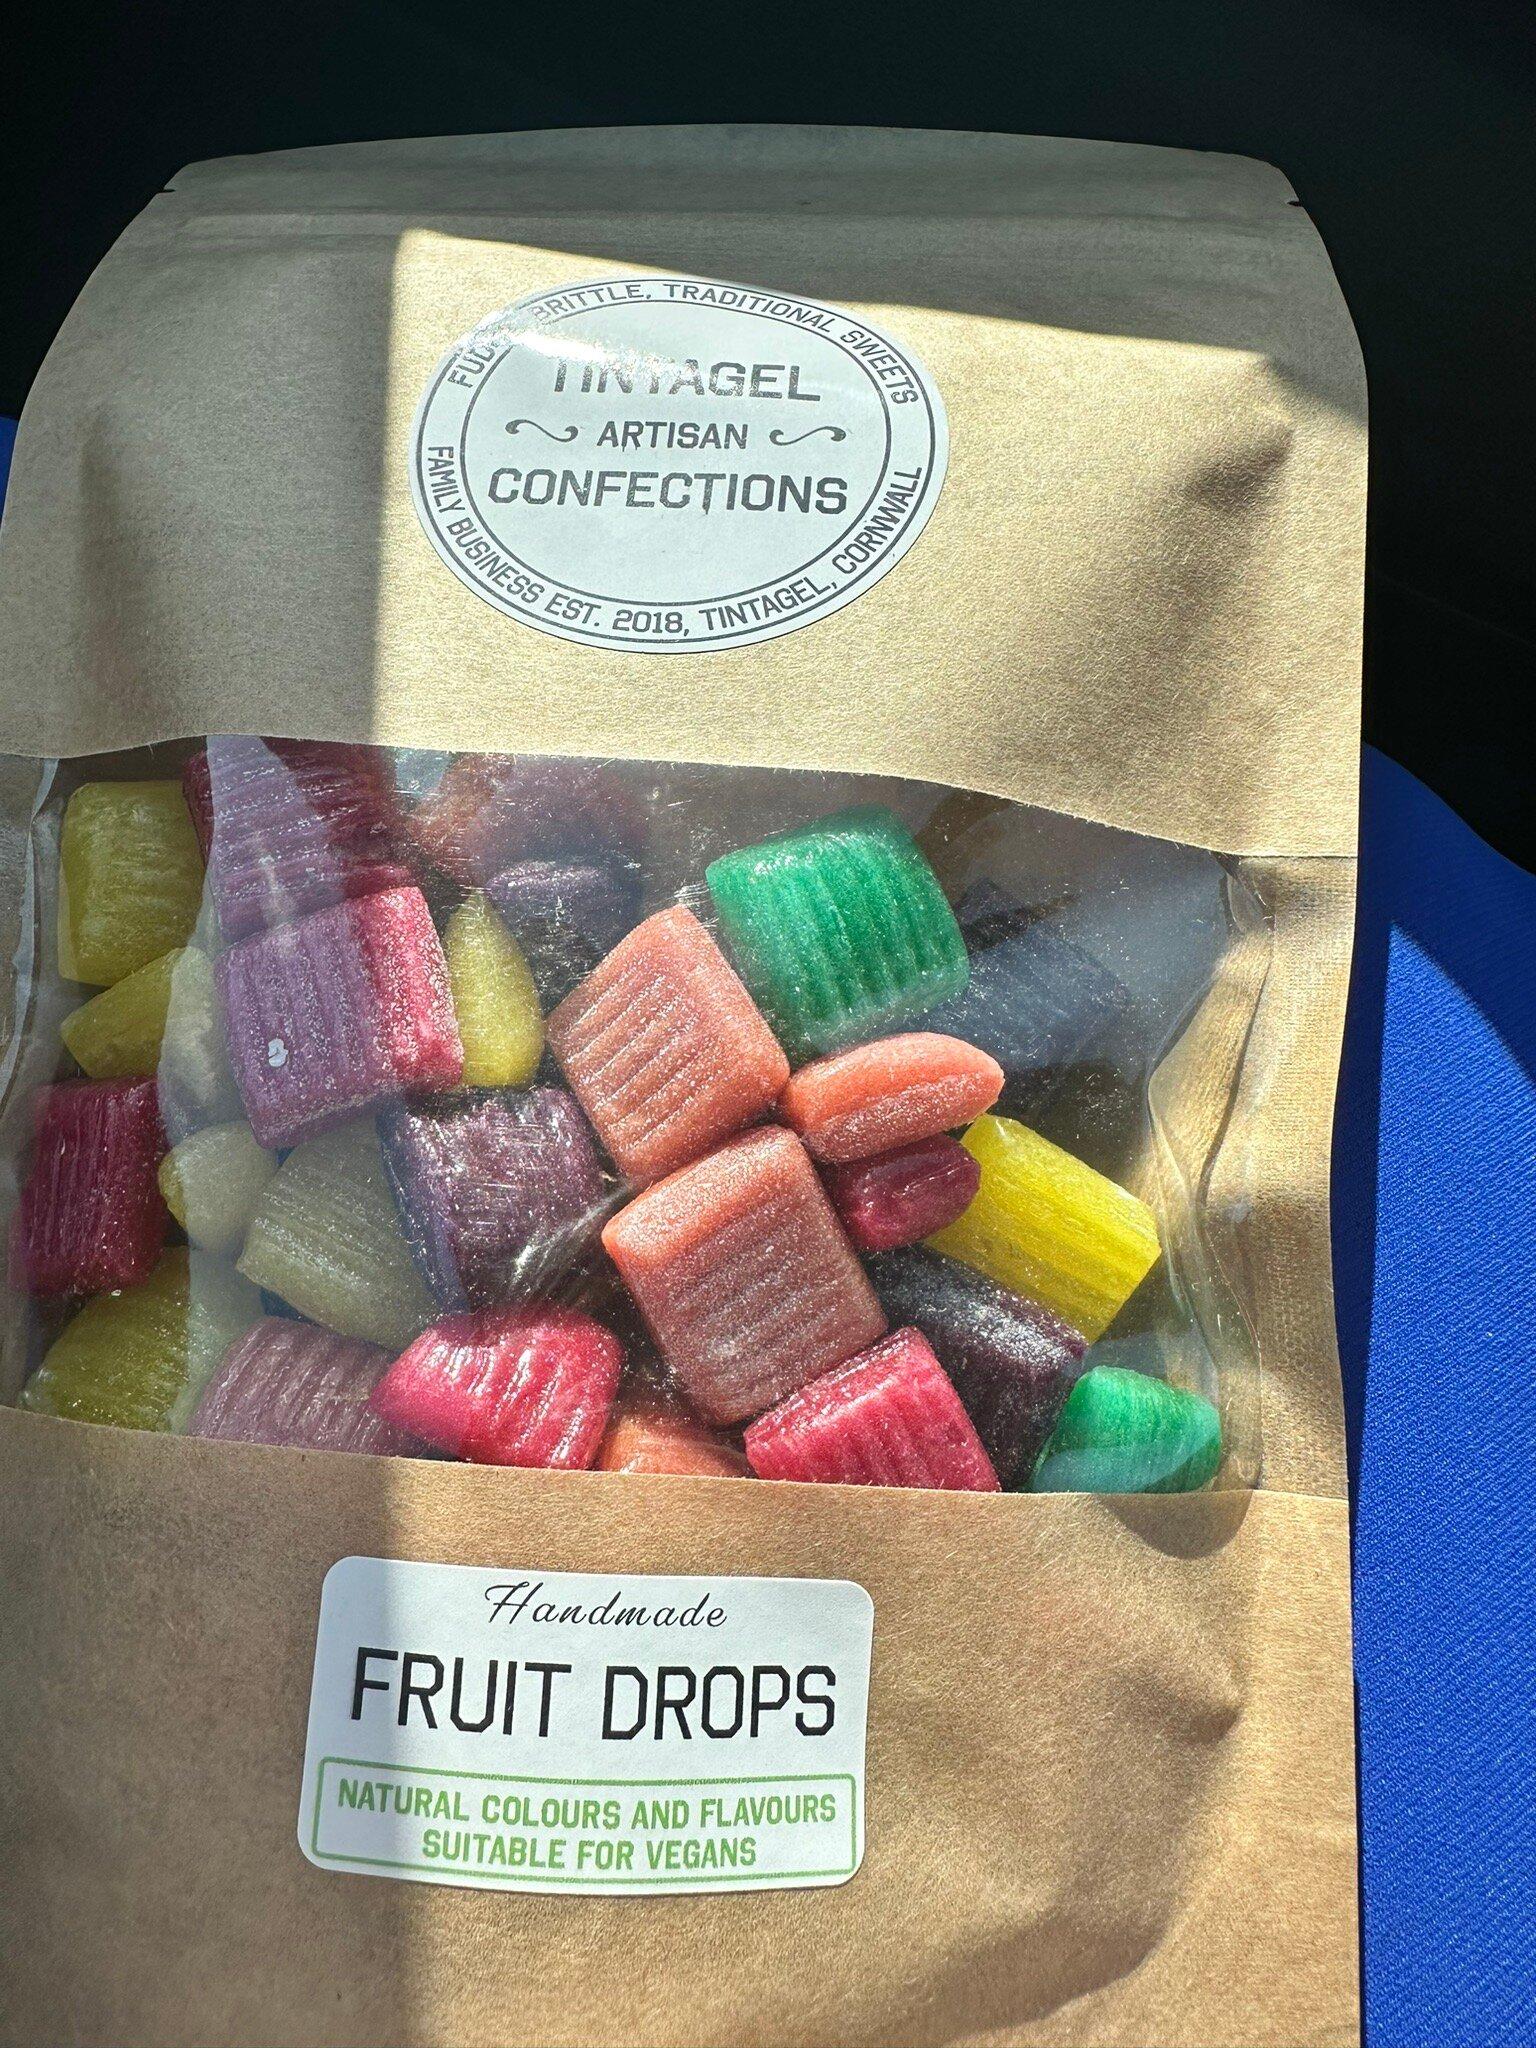 BRITTLE, TRADITIONAL SWEETS
TINTAGEL
ARTISAN
CONFECTIONS
FAMILY BUSINESS EST. 2018, TINTAGEL, CORNWALL
Handmade
FRUIT DROPS
NATURAL COLOURS AND FLAVOURS
SUITABLE FOR VEGANS